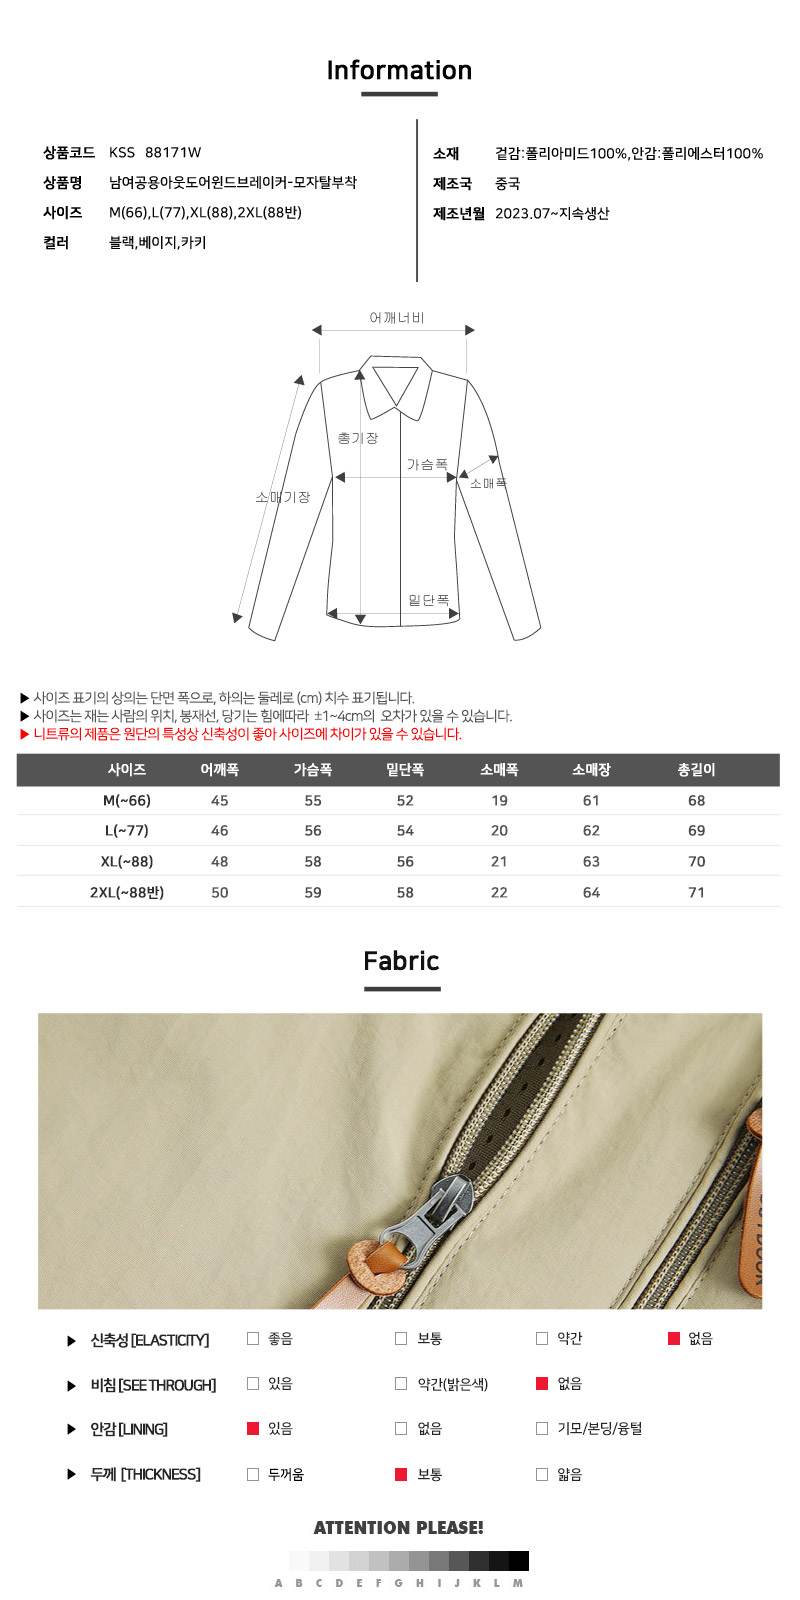 Information
상품코드 KSS 88171W
상품명 남여공용아웃도어윈드브레이커-모자탈부착
사이즈 M(66),L(77),XL(88),2XL(88반)
컬러 블랙,베이지,카키
소재 겉감:폴리아미드100%,안감:폴리에스터100%
제조국 중국
제조년월 2023.07~지속생산
어깨너비
총기장
가슴폭
소매폭
소매기장
밑단폭
▶ 사이즈 표기의 상의는 단면 폭으로, 하의는 둘레로 (cm) 치수 표기됩니다.
▶ 사이즈는 재는 사람의 위치, 봉재선, 당기는 힘에따라 ±1~4cm의 오차가 있을 수 있습니다.
▶ 니트류의 제품은 원단의 특성상 신축성이 좋아 사이즈에 차이가 있을 수 있습니다.
사이즈 어깨폭 가슴폭 밑단폭 소매폭 소매장 총길이
M(~66) 45 55 52 19 61 68
L(~77) 46 56 54 20 62 69
XL(~88) 48 58 56 21 63 70
2XL(~88반) 50 59 58 22 64 71
Fabric
▶ 신축성 [ELASTICITY] 좋음 보통 약간 없음
▶ 비침 [SEE THROUGH] 있음 약간(밝은색) 없음
▶ 안감 [LINING] 있음 없음 기모/본딩/융털
▶ 두께 [THICKNESS] 두꺼움 보통 얇음
ATTENTION PLEASE!
A B C D E F G H I J K L M